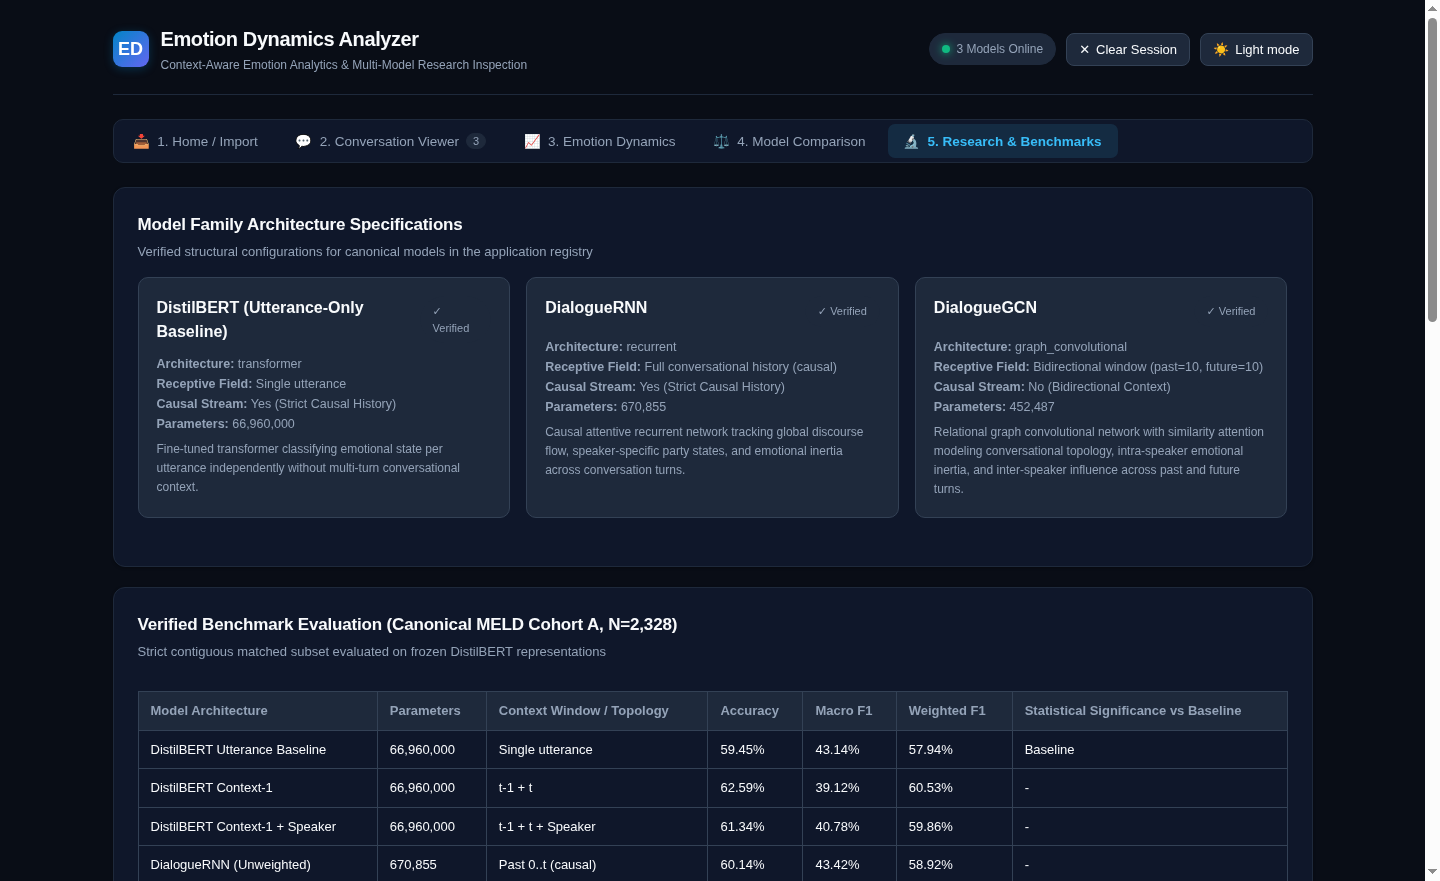 ED
Emotion Dynamics Analyzer
Context-Aware Emotion Analytics & Multi-Model Research Inspection
3 Models Online
✕ Clear Session
Light mode
1. Home / Import
2. Conversation Viewer 3
3. Emotion Dynamics
4. Model Comparison
5. Research & Benchmarks
Model Family Architecture Specifications
Verified structural configurations for canonical models in the application registry
DistilBERT (Utterance-Only
Baseline)
✓
Verified
Architecture: transformer
Receptive Field: Single utterance
Causal Stream: Yes (Strict Causal History)
Parameters: 66,960,000
Fine-tuned transformer classifying emotional state per
utterance independently without multi-turn conversational
context.
DialogueRNN
✓ Verified
Architecture: recurrent
Receptive Field: Full conversational history (causal)
Causal Stream: Yes (Strict Causal History)
Parameters: 670,855
Causal attentive recurrent network tracking global discourse
flow, speaker-specific party states, and emotional inertia
across conversation turns.
DialogueGCN
✓ Verified
Architecture: graph_convolutional
Receptive Field: Bidirectional window (past=10, future=10)
Causal Stream: No (Bidirectional Context)
Parameters: 452,487
Relational graph convolutional network with similarity attention
modeling conversational topology, intra-speaker emotional
inertia, and inter-speaker influence across past and future
turns.
Verified Benchmark Evaluation (Canonical MELD Cohort A, N=2,328)
Strict contiguous matched subset evaluated on frozen DistilBERT representations
Model Architecture Parameters Context Window / Topology Accuracy Macro F1 Weighted F1 Statistical Significance vs Baseline
DistilBERT Utterance Baseline 66,960,000 Single utterance 59.45% 43.14% 57.94% Baseline
DistilBERT Context-1 66,960,000 t-1 + t 62.59% 39.12% 60.53% -
DistilBERT Context-1 + Speaker 66,960,000 t-1 + t + Speaker 61.34% 40.78% 59.86% -
DialogueRNN (Unweighted) 670,855 Past 0..t (causal) 60.14% 43.42% 58.92% -